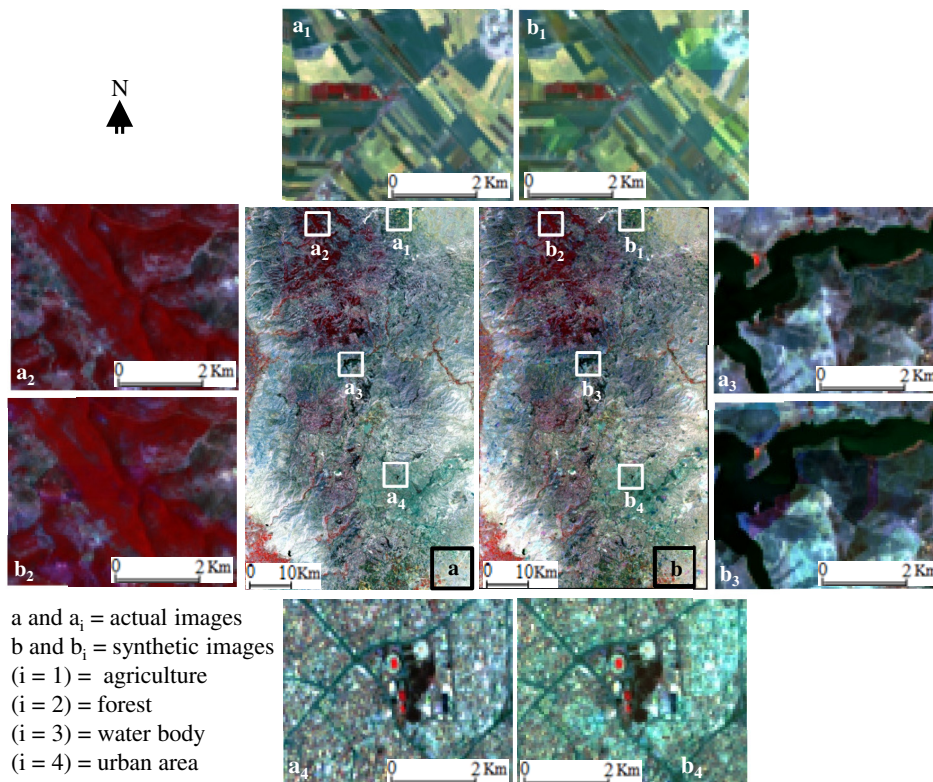 a1
b1
N
0 2 Km
0 2 Km
a2
a1
b2
b1
0 2 Km
a2
a3
b3
0 2 Km
a3
a4
b4
0 2 Km
b2
0 10Km
a
0 10Km
b
0 2 Km
b3
a and ai = actual images
b and bi = synthetic images
(i = 1) = agriculture
(i = 2) = forest
(i = 3) = water body
(i = 4) = urban area
0 2 Km
a4
0 2 Km
b4